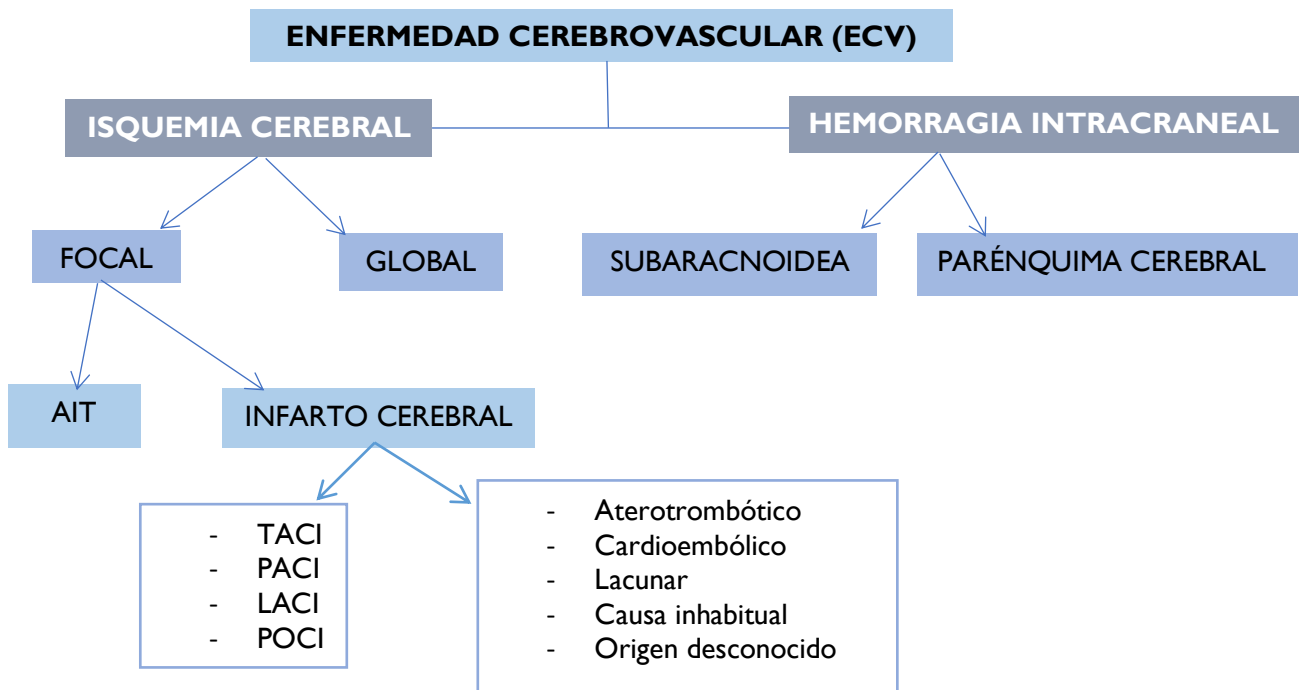 ENFERMEDAD CEREBROVASCULAR (ECV)
ISQUEMIA CEREBRAL
HEMORRAGIA INTRACRANEAL
FOCAL
GLOBAL
SUBARACNOIDEA
PARÉNQUIMA CEREBRAL
AIT
INFARTO CEREBRAL
- TACI
- PACI
- LACI
- POCI
- Aterotrombótico
- Cardioembólico
- Lacunar
- Causa inhabitual
- Origen desconocido